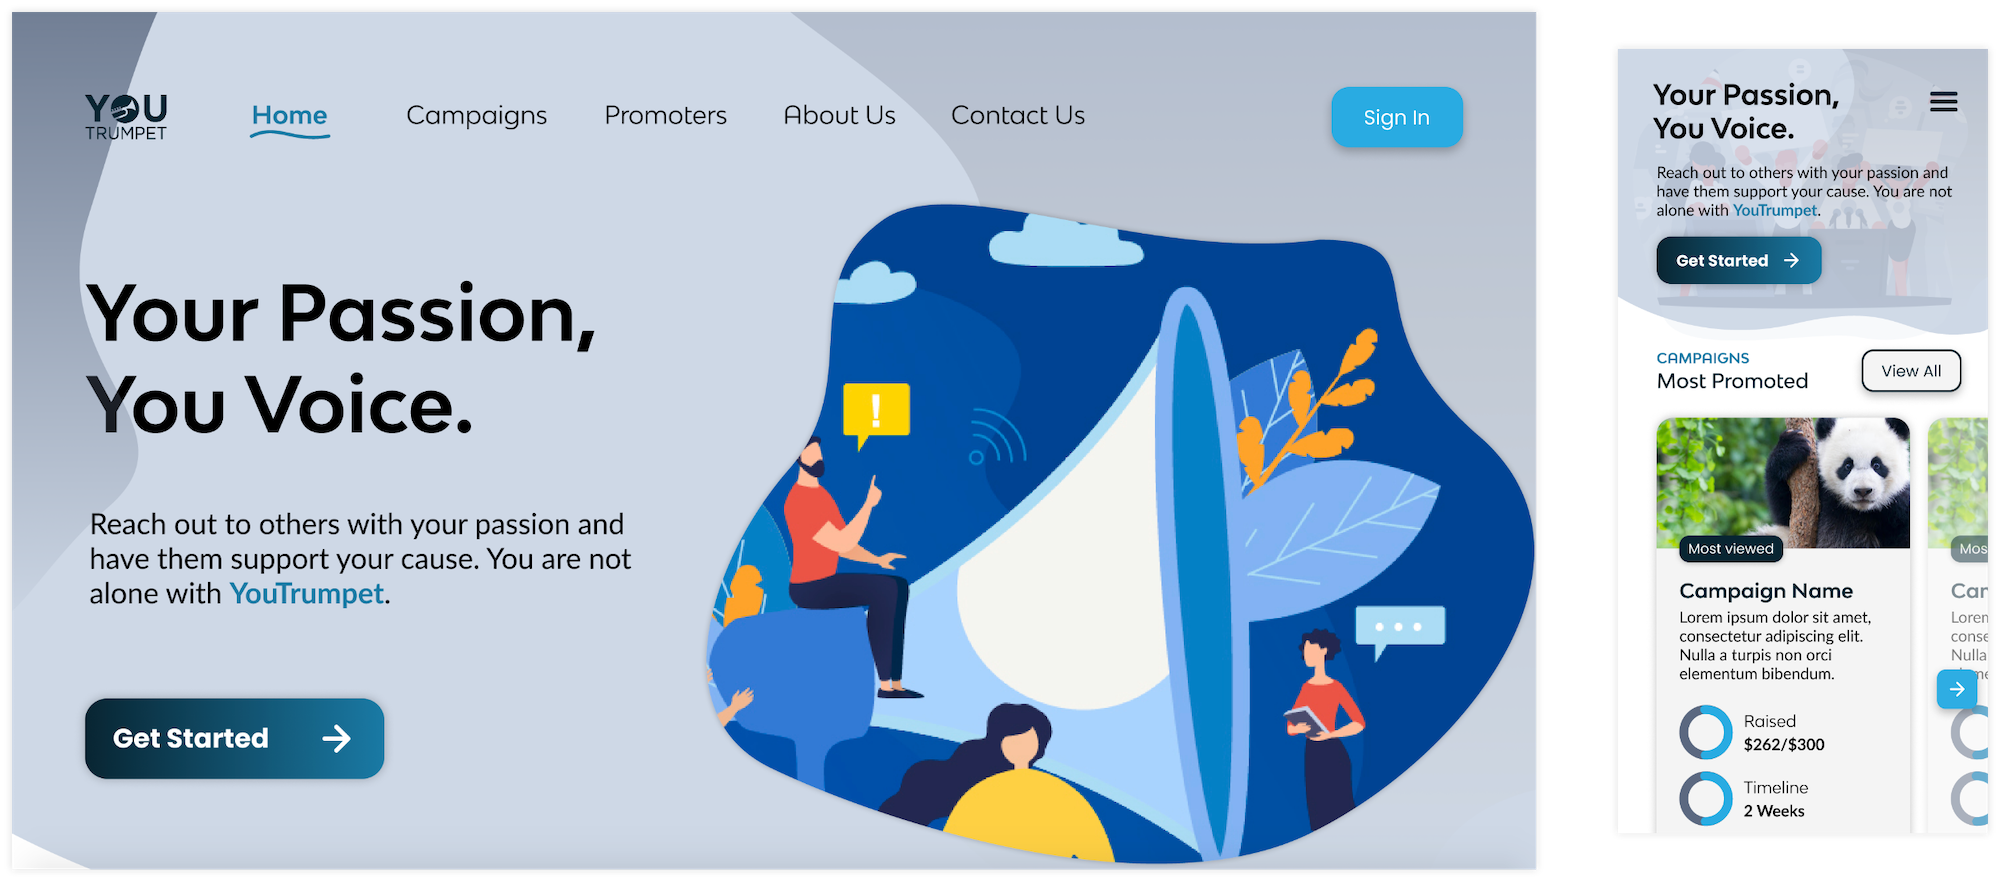 YOU
TRUMPET
Home
Campaigns
Promoters
About Us
Contact Us
Sign In
Your Passion,
You Voice.
Reach out to others with your passion and
have them support your cause. You are not
alone with YouTrumpet.
Get Started
!
Your Passion,
You Voice.
Reach out to others with your passion and
have them support your cause. You are not
alone with YouTrumpet.
Get Started
CAMPAIGNS
Most Promoted
View All
Most viewed
Campaign Name
Lorem ipsum dolor sit amet,
consectetur adipiscing elit.
Nulla a turpis non orci
elementum bibendum.
Raised
$262/$300
Timeline
2 Weeks
Mos
Car
Lorem
conse
Nulla